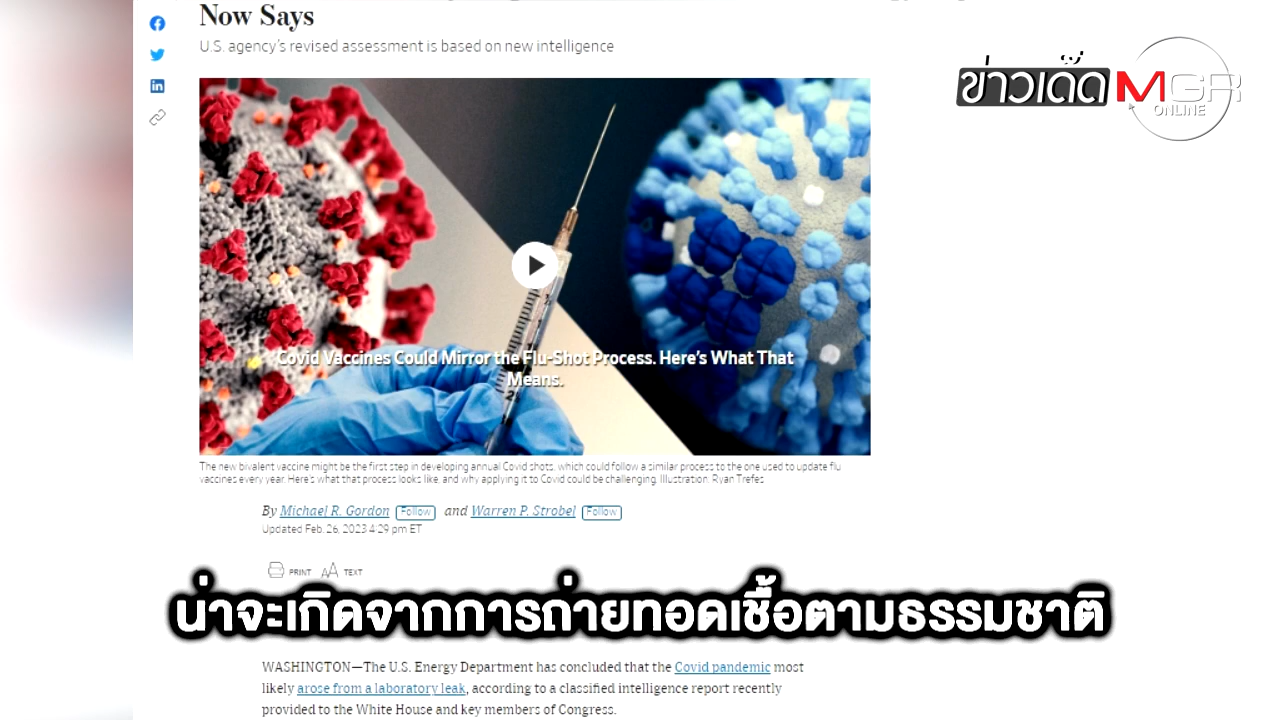 Now Says
U.S. agency's revised assessment is based on new intelligence
ข่าวเด็ด MGR
ONLINE
Covid Vaccines Could Mirror the Flu-Shot Process. Here's What That
Means.
The new bivalent vaccine might be the first step in developing annual Covid shots, which could follow a similar process to the one used to update flu
vaccines every year. Here's what that process looks like, and why applying it to Covid could be challenging. Illustration: Ryan Trefes
By Michael R. Gordon Follow and Warren P. Strobel Follow
Updated Feb. 26, 2023 4:29 pm ET
PRINT AA TEXT
น่าจะเกิดจากการถ่ายทอดเชื้อตามธรรมชาติ
WASHINGTON—The U.S. Energy Department has concluded that the Covid pandemic most
likely arose from a laboratory leak, according to a classified intelligence report recently
provided to the White House and key members of Congress.